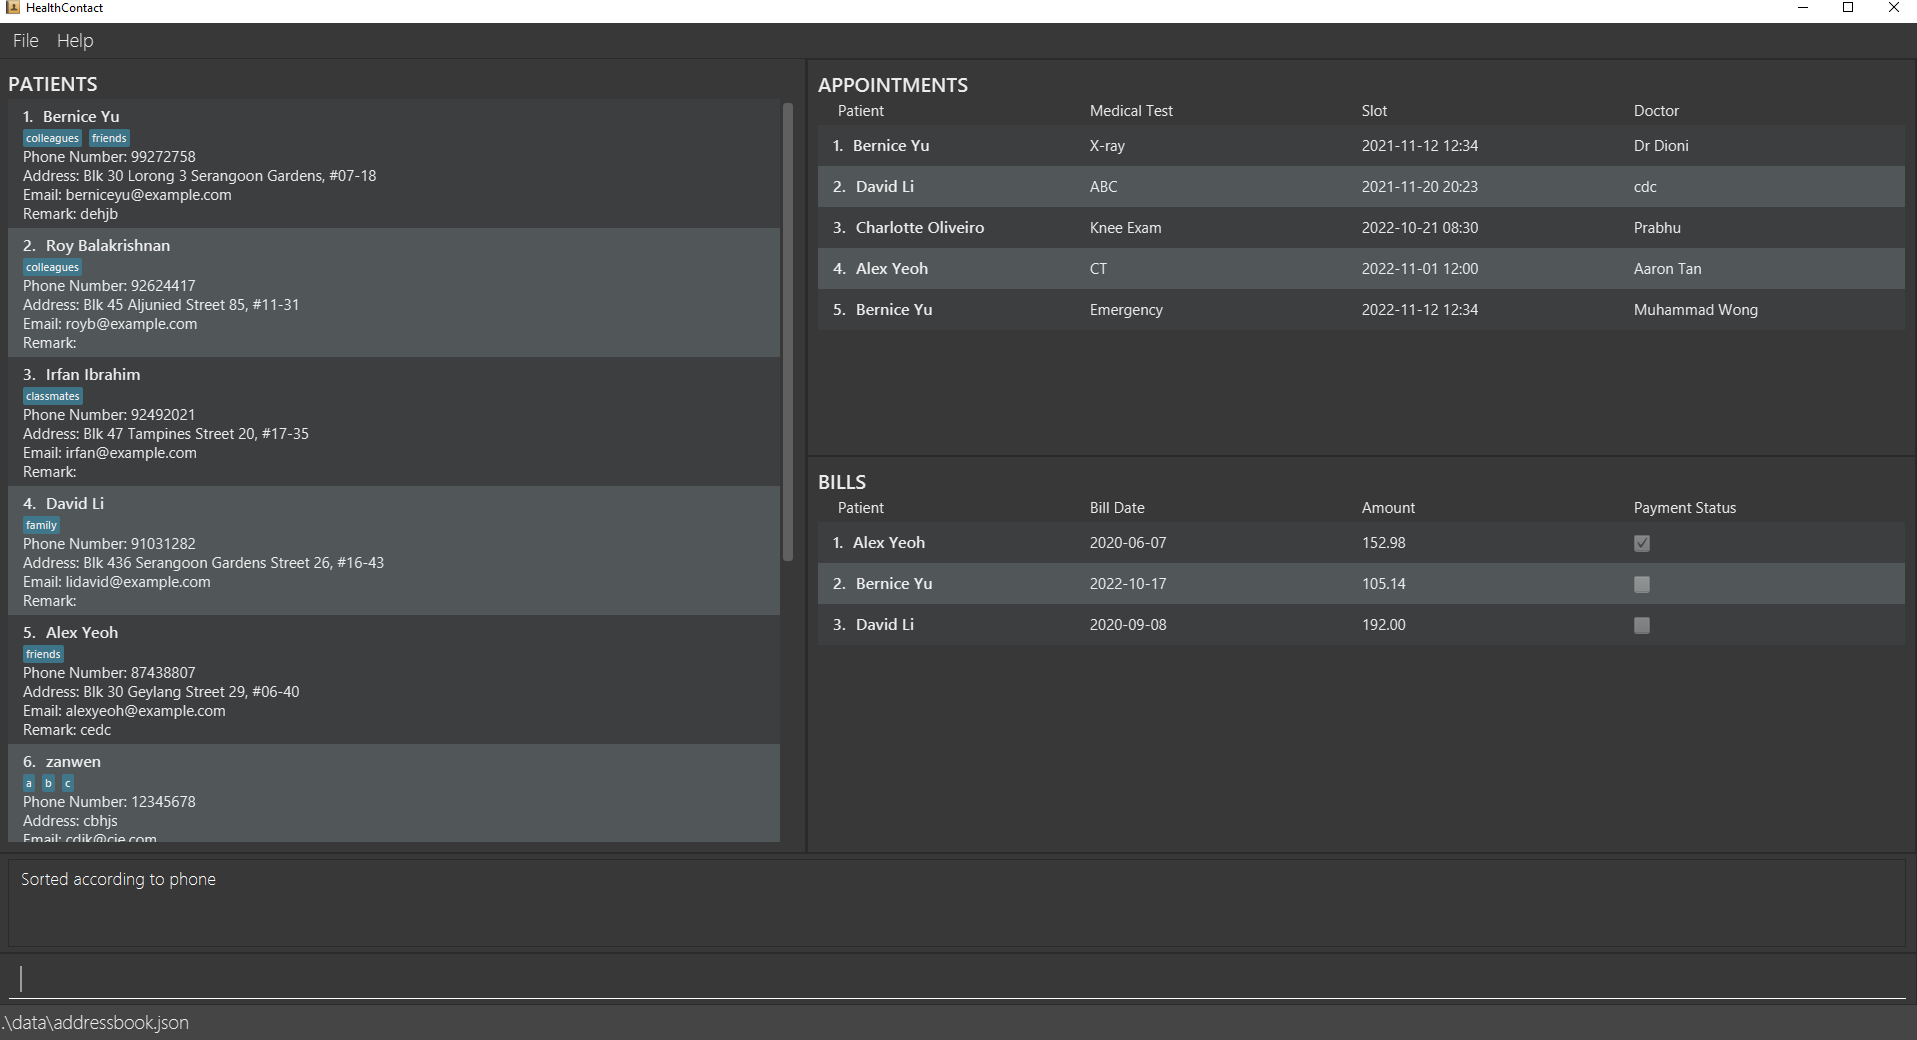 HealthContact
File Help
PATIENTS
1. Bernice Yu
colleagues friends
Phone Number: 99272758
Address: Blk 30 Lorong 3 Serangoon Gardens, #07-18
Email: berniceyu@example.com
Remark: dehjb
2. Roy Balakrishnan
colleagues
Phone Number: 92624417
Address: Blk 45 Aljunied Street 85, #11-31
Email: royb@example.com
Remark:
3. Irfan Ibrahim
classmates
Phone Number: 92492021
Address: Blk 47 Tampines Street 20, #17-35
Email: irfan@example.com
Remark:
4. David Li
family
Phone Number: 91031282
Address: Blk 436 Serangoon Gardens Street 26, #16-43
Email: lidavid@example.com
Remark:
5. Alex Yeoh
friends
Phone Number: 87438807
Address: Blk 30 Geylang Street 29, #06-40
Email: alexyeoh@example.com
Remark: cedc
6. zanwen
a b c
Phone Number: 12345678
Address: cbhjs
Email: cdjk@cje.com
APPOINTMENTS
Patient Medical Test Slot Doctor
1. Bernice Yu X-ray 2021-11-12 12:34 Dr Dioni
2. David Li ABC 2021-11-20 20:23 cdc
3. Charlotte Oliveiro Knee Exam 2022-10-21 08:30 Prabhu
4. Alex Yeoh CT 2022-11-01 12:00 Aaron Tan
5. Bernice Yu Emergency 2022-11-12 12:34 Muhammad Wong
BILLS
Patient Bill Date Amount Payment Status
1. Alex Yeoh 2020-06-07 152.98
2. Bernice Yu 2022-10-17 105.14
3. David Li 2020-09-08 192.00
Sorted according to phone
.\data\addressbook.json